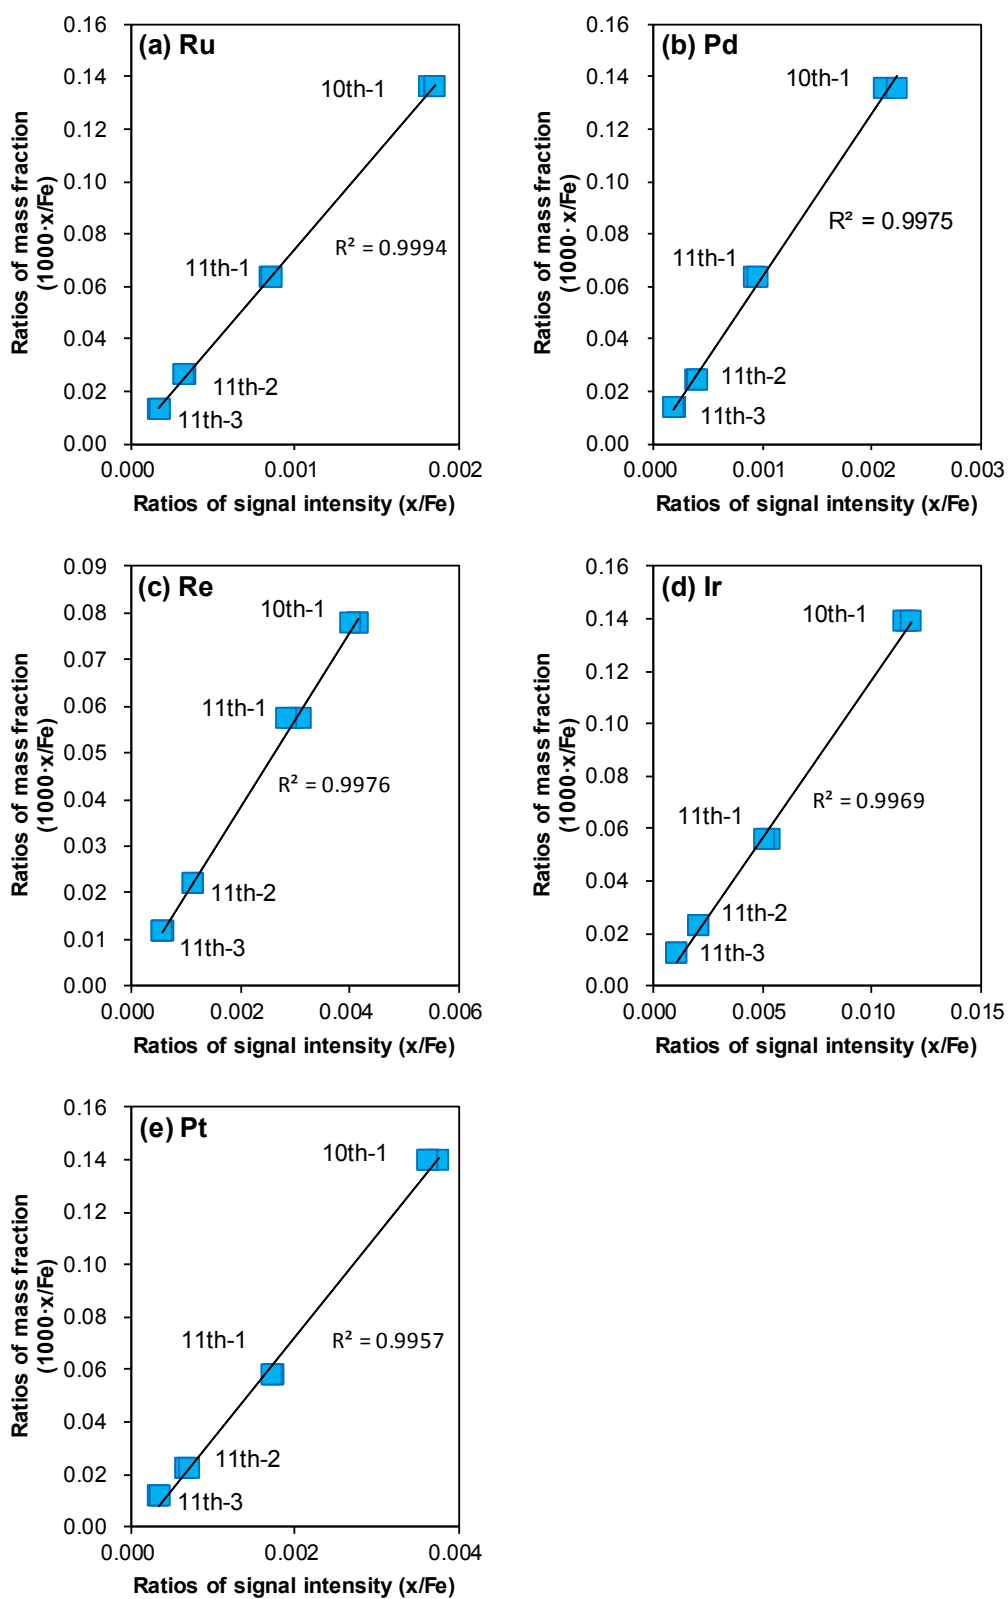 (a) Ru
Ratios of mass fraction
(1000·x/Fe)
0.16
0.14
0.12
0.10
0.08
0.06
0.04
0.02
0.00
10th-1
R² = 0.9994
11th-1
11th-2
11th-3
0.000
0.001
0.002
Ratios of signal intensity (x/Fe)
(b) Pd
Ratios of mass fraction
(1000· x/Fe)
0.16
0.14
0.12
0.10
0.08
0.06
0.04
0.02
0.00
10th-1
R² = 0.9975
11th-1
11th-2
11th-3
0.000
0.001
0.002
0.003
Ratios of signal intensity (x/Fe)
(c) Re
Ratios of mass fraction
(1000·x/Fe)
0.09
0.08
0.07
0.06
0.05
0.04
0.03
0.02
0.01
0.00
10th-1
11th-1
R² = 0.9976
11th-2
11th-3
0.000
0.002
0.004
0.006
Ratios of signal intensity (x/Fe)
(d) Ir
Ratios of mass fraction
(1000·x/Fe)
0.16
0.14
0.12
0.10
0.08
0.06
0.04
0.02
0.00
10th-1
R² = 0.9969
11th-1
11th-2
11th-3
0.000
0.005
0.010
0.015
Ratios of signal intensity (x/Fe)
(e) Pt
Ratios of mass fraction
(1000·x/Fe)
0.16
0.14
0.12
0.10
0.08
0.06
0.04
0.02
0.00
10th-1
11th-1
R² = 0.9957
11th-2
11th-3
0.000
0.002
0.004
Ratios of signal intensity (x/Fe)